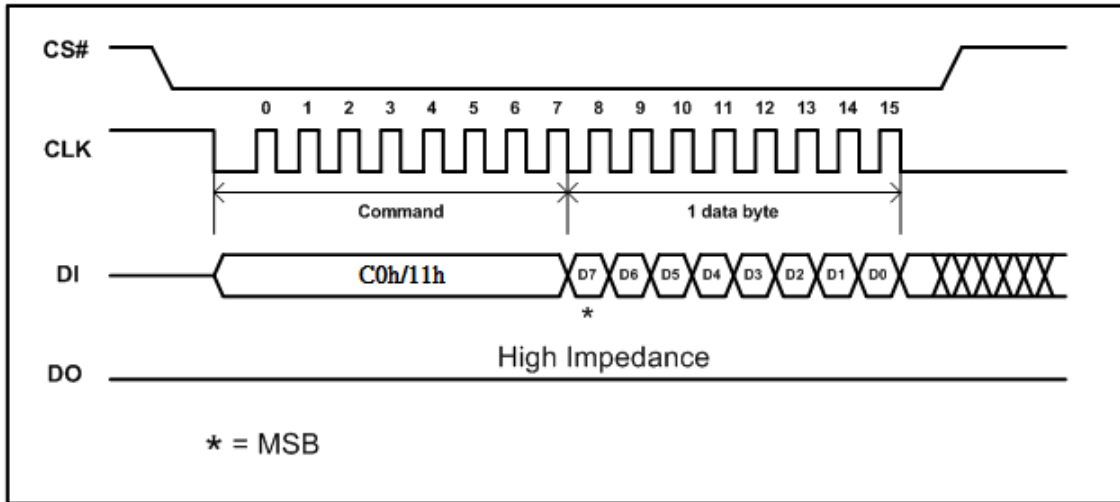 CS#
0 1 2 3 4 5 6 7 8 9 10 11 12 13 14 15
CLK
Command 1 data byte
DI C0h/11h D7 D6 D5 D4 D3 D2 D1 D0
*
High Impedance
DO
* = MSB